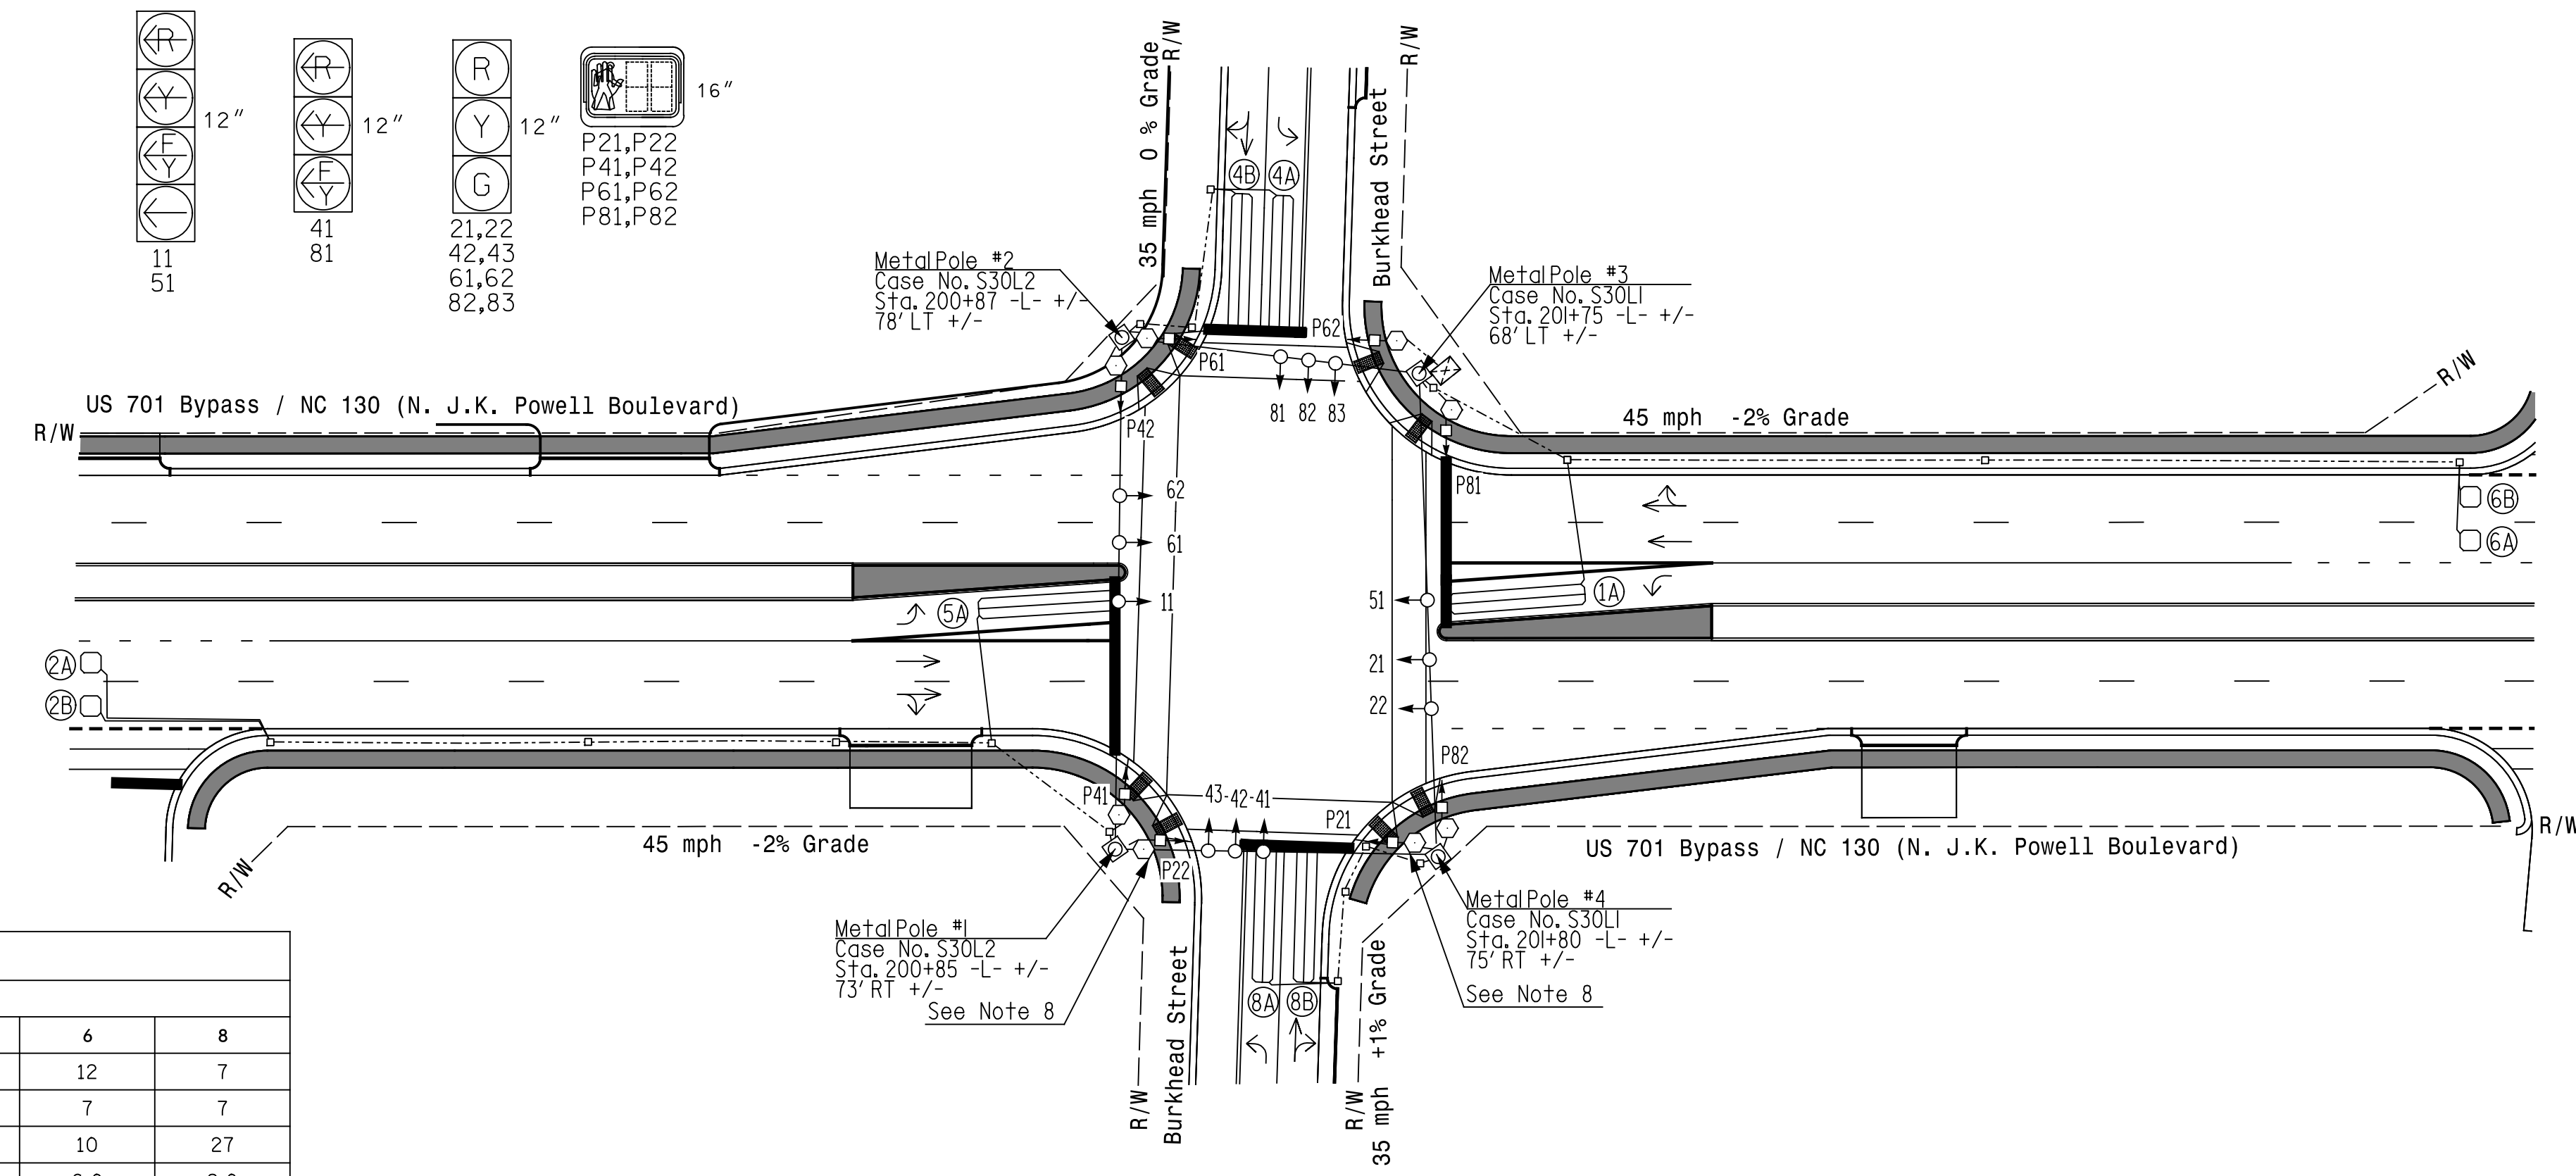 R
Y
F
Y
12"
11
51
R
Y
F
Y
12"
41
81
R
Y
G
12"
21,22
42,43
61,62
82,83
16"
P21,P22
P41,P42
P61,P62
P81,P82
35 mph 0 % Grade
R/W
R/W
Burkhead Street
4B
4A
Metal Pole #2
Case No. S30L2
Sta. 200+87 -L- +/-
78' LT +/-
Metal Pole #3
Case No. S30L1
Sta. 201+75 -L- +/-
68' LT +/-
P62
P61
P42
81 82 83
US 701 Bypass / NC 130 (N. J.K. Powell Boulevard)
R/W
45 mph -2% Grade
R/W
P81
62
61
11
5A
51
21
22
1A
6B
6A
2A
2B
P82
P41
43-42-41
P21
P22
45 mph -2% Grade
R/W
US 701 Bypass / NC 130 (N. J.K. Powell Boulevard)
R/W
Metal Pole #1
Case No. S30L2
Sta. 200+85 -L- +/-
73' RT +/-
See Note 8
Metal Pole #4
Case No. S30L1
Sta. 201+80 -L- +/-
75' RT +/-
See Note 8
8A
8B
R/W
Burkhead Street
R/W
35 mph +1% Grade
6 8
12 7
7 7
10 27